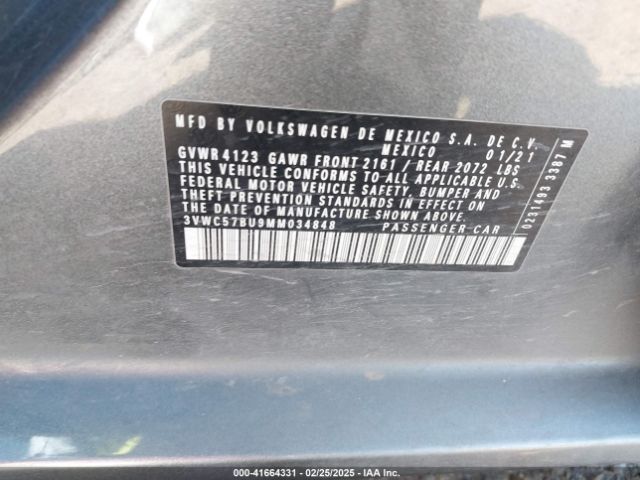 MFD BY VOLKSWAGEN DE MEXICO S.A. DE C.V.
MEXICO 01/21
GVWR 4123 GAWR FRONT 2161 / REAR 2072 LBS
THIS VEHICLE CONFORMS TO ALL APPLICABLE U.S.
FEDERAL MOTOR VEHICLE SAFETY, BUMPER AND
THEFT PREVENTION STANDARDS IN EFFECT ON
THE DATE OF MANUFACTURE SHOWN ABOVE.
3VWC57BU9MM034848 PASSENGER CAR
0231493 3387 M
000-41664331 - 02/25/2025 - IAA Inc.